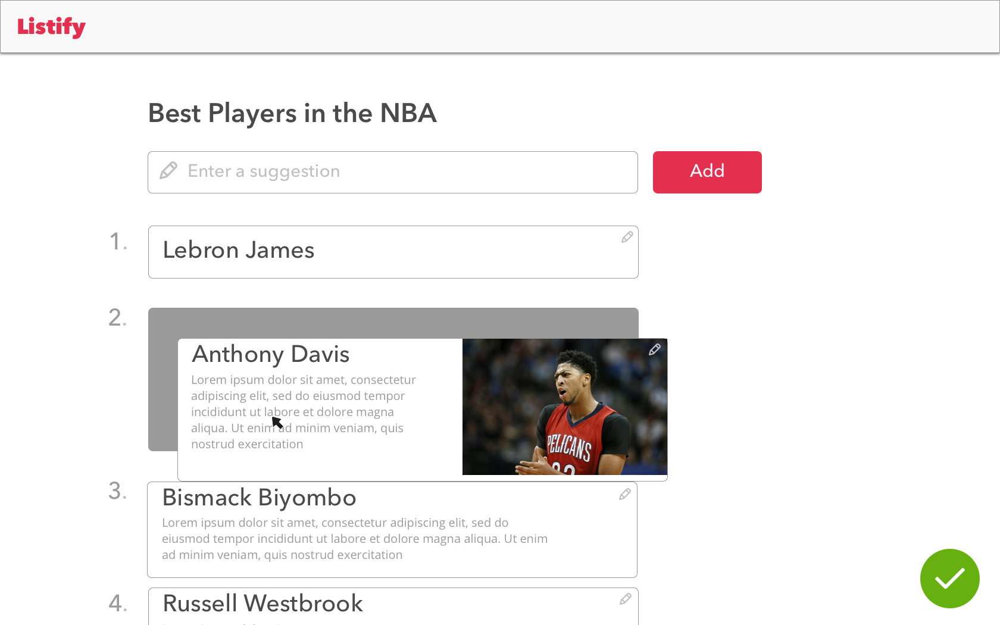 Listify
Best Players in the NBA
Enter a suggestion
Add
1.
Lebron James
2.
Anthony Davis
Lorem ipsum dolor sit amet, consectetur
adipiscing elit, sed do eiusmod tempor
incididunt ut labore et dolore magna
aliqua. Ut enim ad minim veniam, quis
nostrud exercitation
PELICANS
3.
Bismack Biyombo
Lorem ipsum dolor sit amet, consectetur adipiscing elit, sed do
eiusmod tempor incididunt ut labore et dolore magna aliqua. Ut enim
ad minim veniam, quis nostrud exercitation
4.
Russell Westbrook